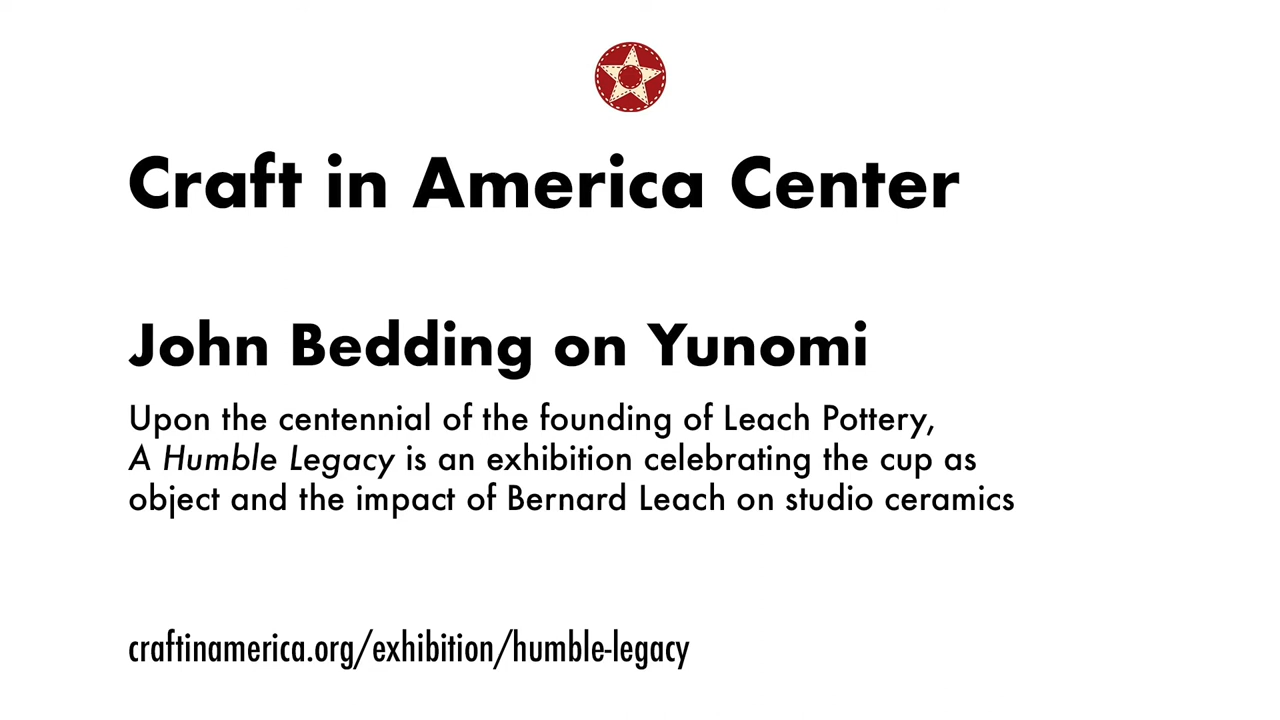 Craft in America Center
John Bedding on Yunomi
Upon the centennial of the founding of Leach Pottery,
A Humble Legacy is an exhibition celebrating the cup as
object and the impact of Bernard Leach on studio ceramics
craftinamerica.org/exhibition/humble-legacy